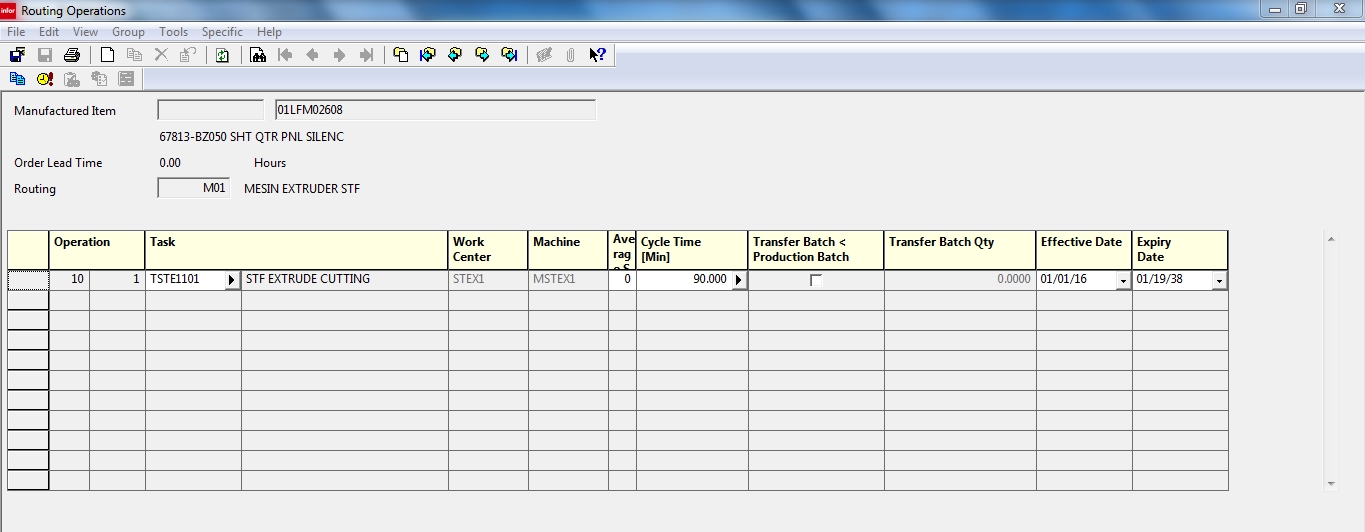 infor Routing Operations
File Edit View Group Tools Specific Help
Manufactured Item 01LFM02608
67813-BZ050 SHT QTR PNL SILENC
Order Lead Time 0.00 Hours
Routing M01 MESIN EXTRUDER STF
Operation Task Work Center Machine Ave rag e S Cycle Time [Min] Transfer Batch < Production Batch Transfer Batch Qty Effective Date Expiry Date
10 1 TSTE1101 STF EXTRUDE CUTTING STEX1 MSTEX1 0 90.000 0.0000 01/01/16 01/19/38